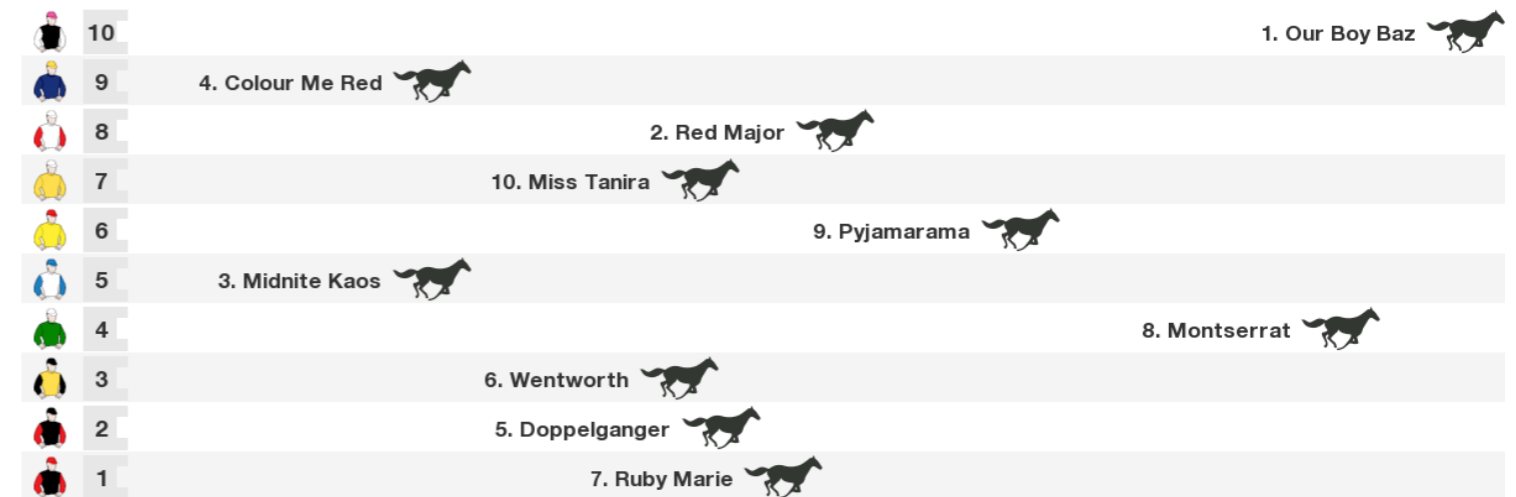 10 1. Our Boy Baz
9 4. Colour Me Red
8 2. Red Major
7 10. Miss Tanira
6 9. Pyjamarama
5 3. Midnite Kaos
4 8. Montserrat
3 6. Wentworth
2 5. Doppelganger
1 7. Ruby Marie